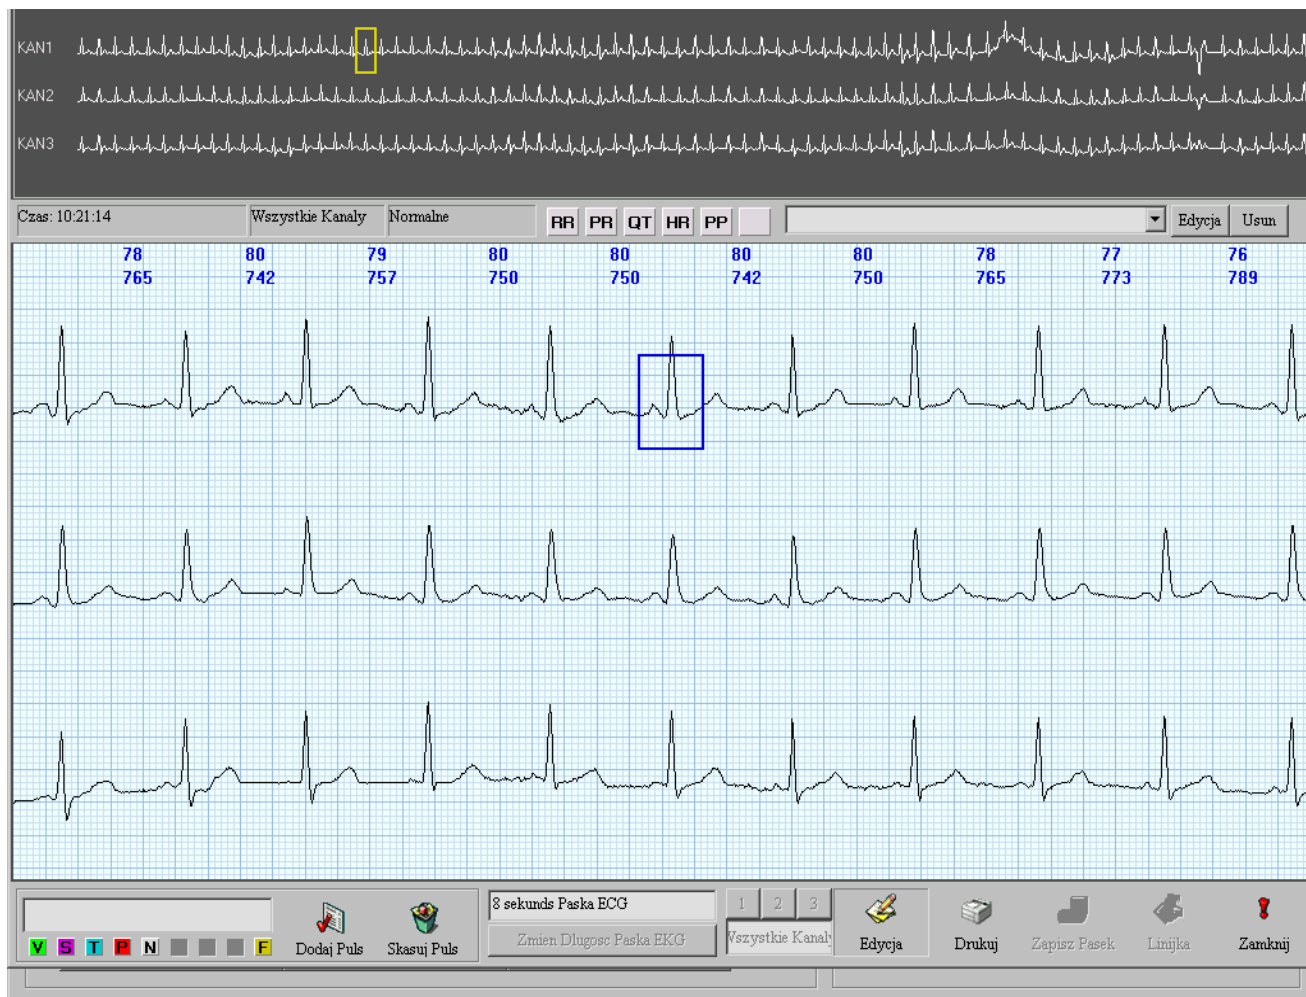 KAN1
KAN2
KAN3
Czas: 10:21:14 Wszystkie Kanaly Normalne RR PR QT HR PP Edycja Usun
78 80 79 80 80 80 80 78 77 76
765 742 757 750 750 742 750 765 773 789
8 sekunds Paska ECG 1 2 3
V S T P N F Dodaj Puls Skasuj Puls Zmien Dlugosc Paska EKG Wszystkie Kanaly Edycja Drukuj Zapisz Pasek Linijka Zamknij